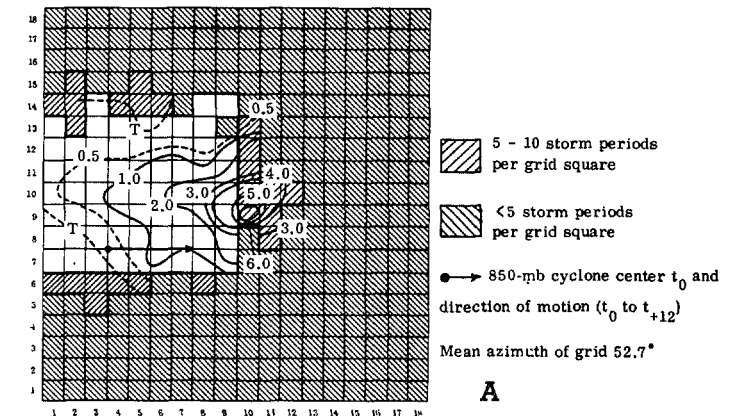 18
17
16
15
14
13
12
11
10
9
8
7
6
5
4
3
2
1
0.5
T
0.5
1.0
4.0
3.0
5.0
2.0
T
3.0
6.0
1 2 3 4 5 6 7 8 9 10 11 12 13 14 15 16 17 18
5 - 10 storm periods
per grid square
<5 storm periods
per grid square
850-mb cyclone center t0 and
direction of motion (t0 to t+12)
Mean azimuth of grid 52.7°
A